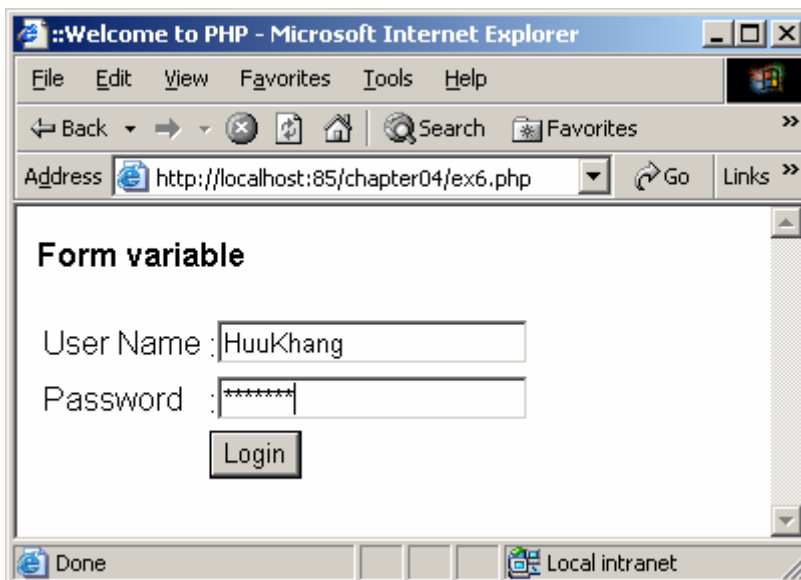 ::Welcome to PHP - Microsoft Internet Explorer
File Edit View Favorites Tools Help
Back Search Favorites »
Address http://localhost:85/chapter04/ex6.php Go Links »
Form variable
User Name :HuuKhang
Password :*******
Login
Done Local intranet